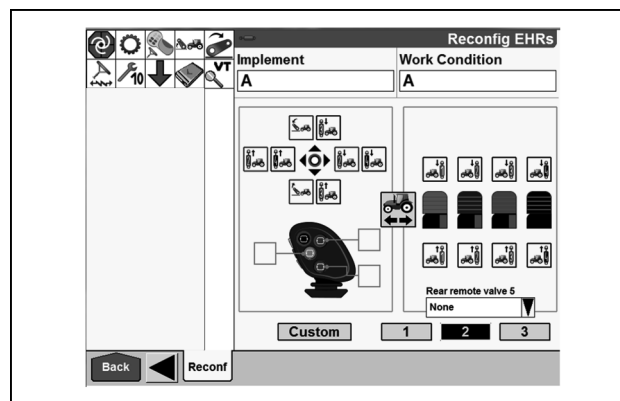 Reconfig EHRs
10
VT
Implement
Work Condition
A
A
Rear remote valve 5
None
Custom
1
2
3
Back
Reconf